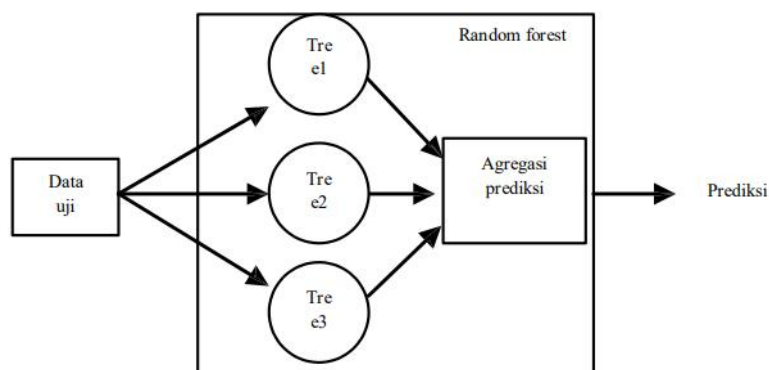 Random forest
Tre
e1
Data
uji
Tre
e2
Agregasi
prediksi
Prediksi
Tre
e3